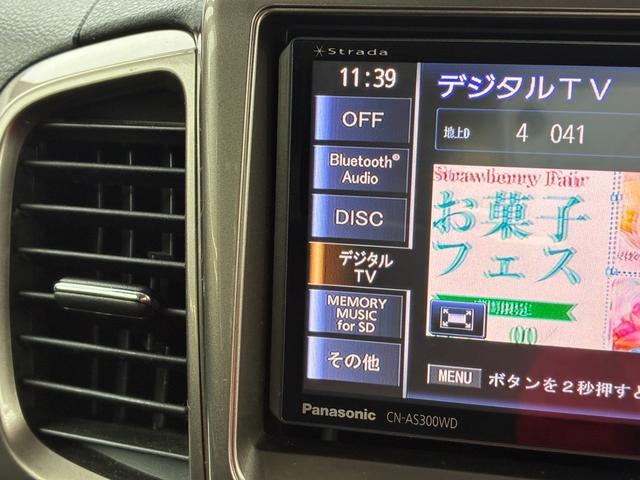 Strada
11:39
デジタルTV
OFF
地上D 4 041
Bluetooth®
Audio
Strawberry Fair
お菓子
フェス
DISC
デジタル
TV
MEMORY
MUSIC
for SD
その他
MENU ボタンを2秒押すと
Panasonic CN-AS300WD